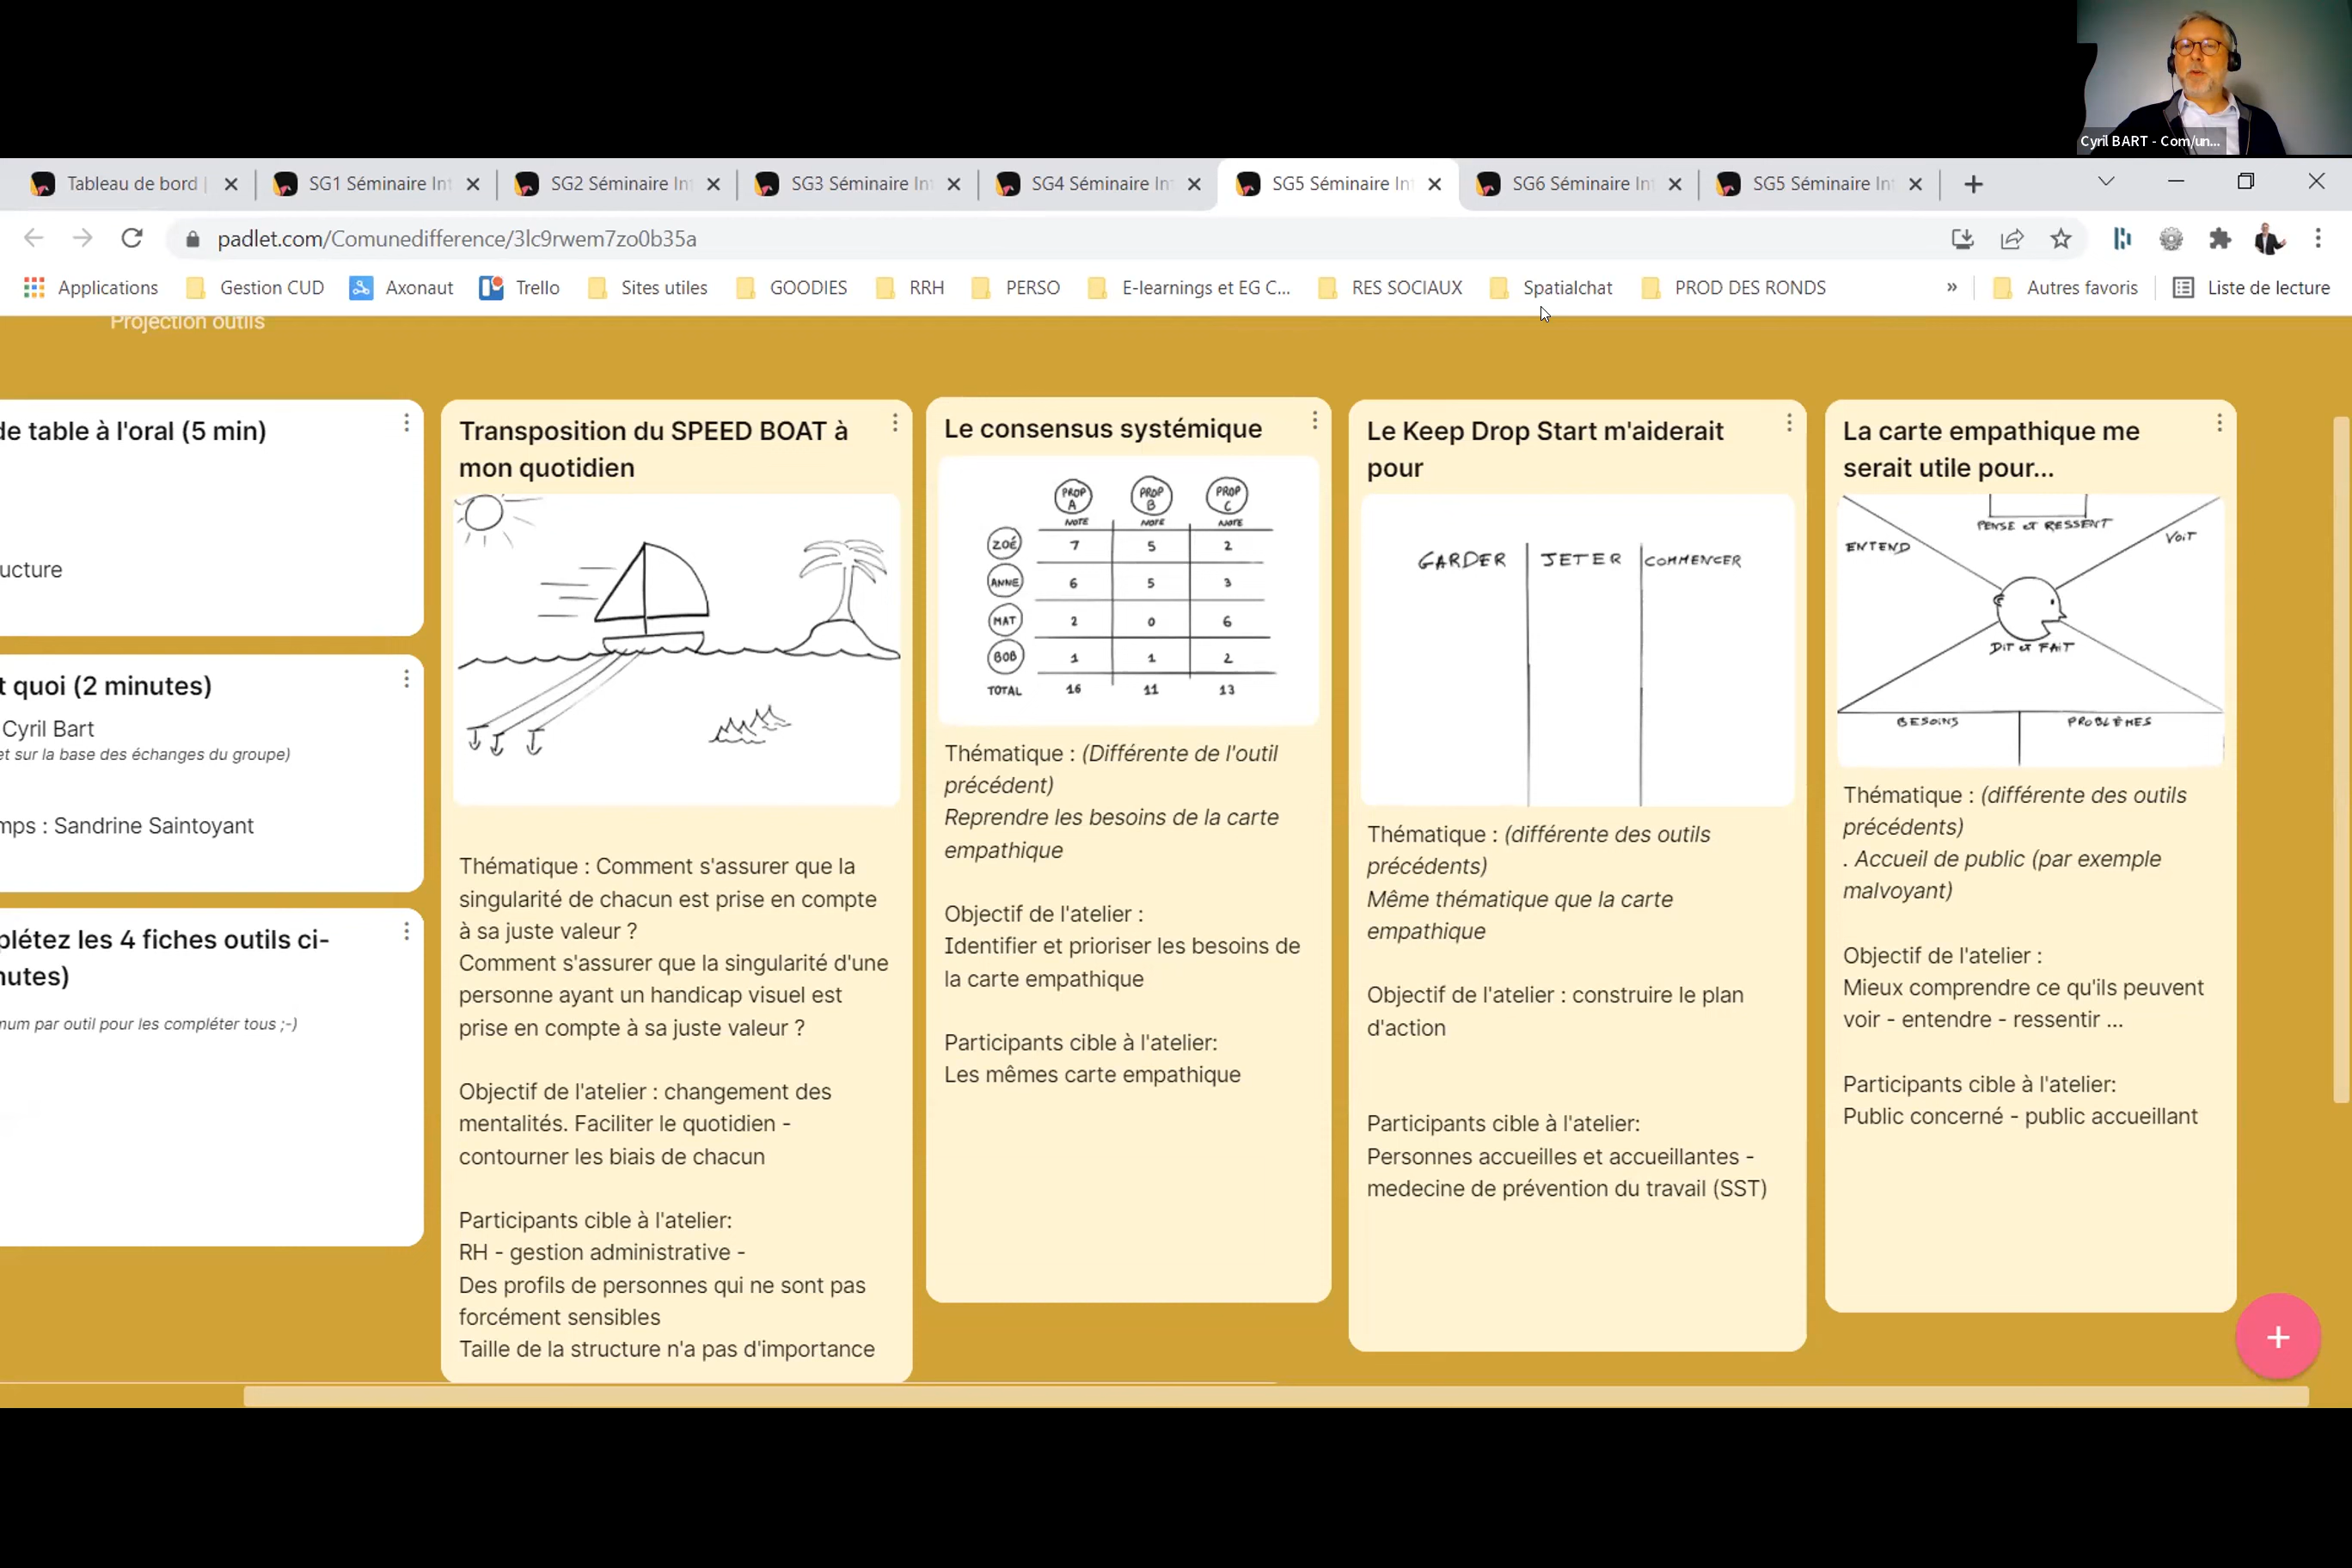 Cyril BART - Com/un...
Tableau de bord
SG1 Séminaire In
SG2 Séminaire In
SG3 Séminaire In
SG4 Séminaire In
SG5 Séminaire In
SG6 Séminaire In
SG5 Séminaire In
padlet.com/Comunedifference/3lc9rwem7zo0b35a
Applications
Gestion CUD
Axonaut
Trello
Sites utiles
GOODIES
RRH
PERSO
E-learnings et EG C...
RES SOCIAUX
Spatialchat
PROD DES RONDS
»
Autres favoris
Liste de lecture
Projection outils
de table à l'oral (5 min)
ucture
t quoi (2 minutes)
Cyril Bart
et sur la base des échanges du groupe)
mps : Sandrine Saintoyant
plétez les 4 fiches outils ci-
nutes)
mum par outil pour les compléter tous ;-)
Transposition du SPEED BOAT à
mon quotidien
Thématique : Comment s'assurer que la
singularité de chacun est prise en compte
à sa juste valeur ?
Comment s'assurer que la singularité d'une
personne ayant un handicap visuel est
prise en compte à sa juste valeur ?
Objectif de l'atelier : changement des
mentalités. Faciliter le quotidien -
contourner les biais de chacun
Participants cible à l'atelier:
RH - gestion administrative -
Des profils de personnes qui ne sont pas
forcément sensibles
Taille de la structure n'a pas d'importance
Le consensus systémique
PROP A PROP B PROP C
NOTE NOTE NOTE
ZOÉ 7 5 2
ANNE 6 5 3
MAT 2 0 6
BOB 1 1 2
TOTAL 16 11 13
Thématique : (Différente de l'outil
précédent)
Reprendre les besoins de la carte
empathique
Objectif de l'atelier :
Identifier et prioriser les besoins de
la carte empathique
Participants cible à l'atelier:
Les mêmes carte empathique
Le Keep Drop Start m'aiderait
pour
GARDER JETER COMMENCER
Thématique : (différente des outils
précédents)
Même thématique que la carte
empathique
Objectif de l'atelier : construire le plan
d'action
Participants cible à l'atelier:
Personnes accueilles et accueillantes -
medecine de prévention du travail (SST)
La carte empathique me
serait utile pour...
PENSE et RESSENT
ENTEND
VOIT
DIT et FAIT
BESOINS
PROBLÈMES
Thématique : (différente des outils
précédents)
. Accueil de public (par exemple
malvoyant)
Objectif de l'atelier :
Mieux comprendre ce qu'ils peuvent
voir - entendre - ressentir ...
Participants cible à l'atelier:
Public concerné - public accueillant